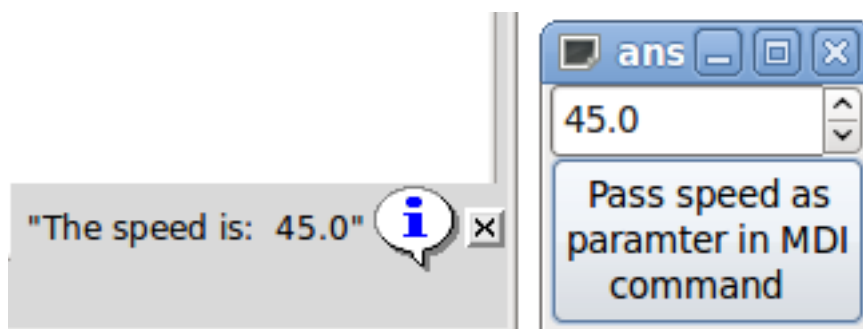 "The speed is:  45.0"
ans
45.0
Pass speed as
paramter in MDI
command